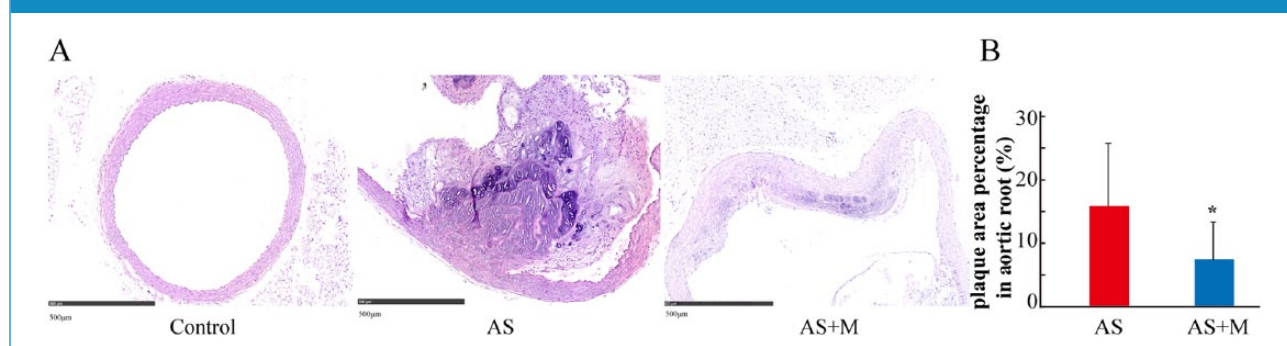 A
B
500μm
Control
500μm
AS
500μm
AS+M
plaque area percentage
in aortic root (%)
30
20
10
0
*
AS
AS+M